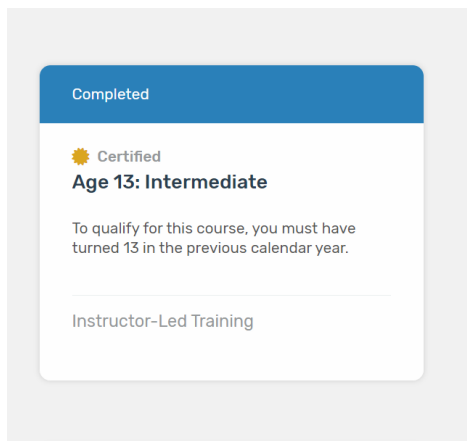 Completed
Certified
Age 13: Intermediate
To qualify for this course, you must have
turned 13 in the previous calendar year.
Instructor-Led Training